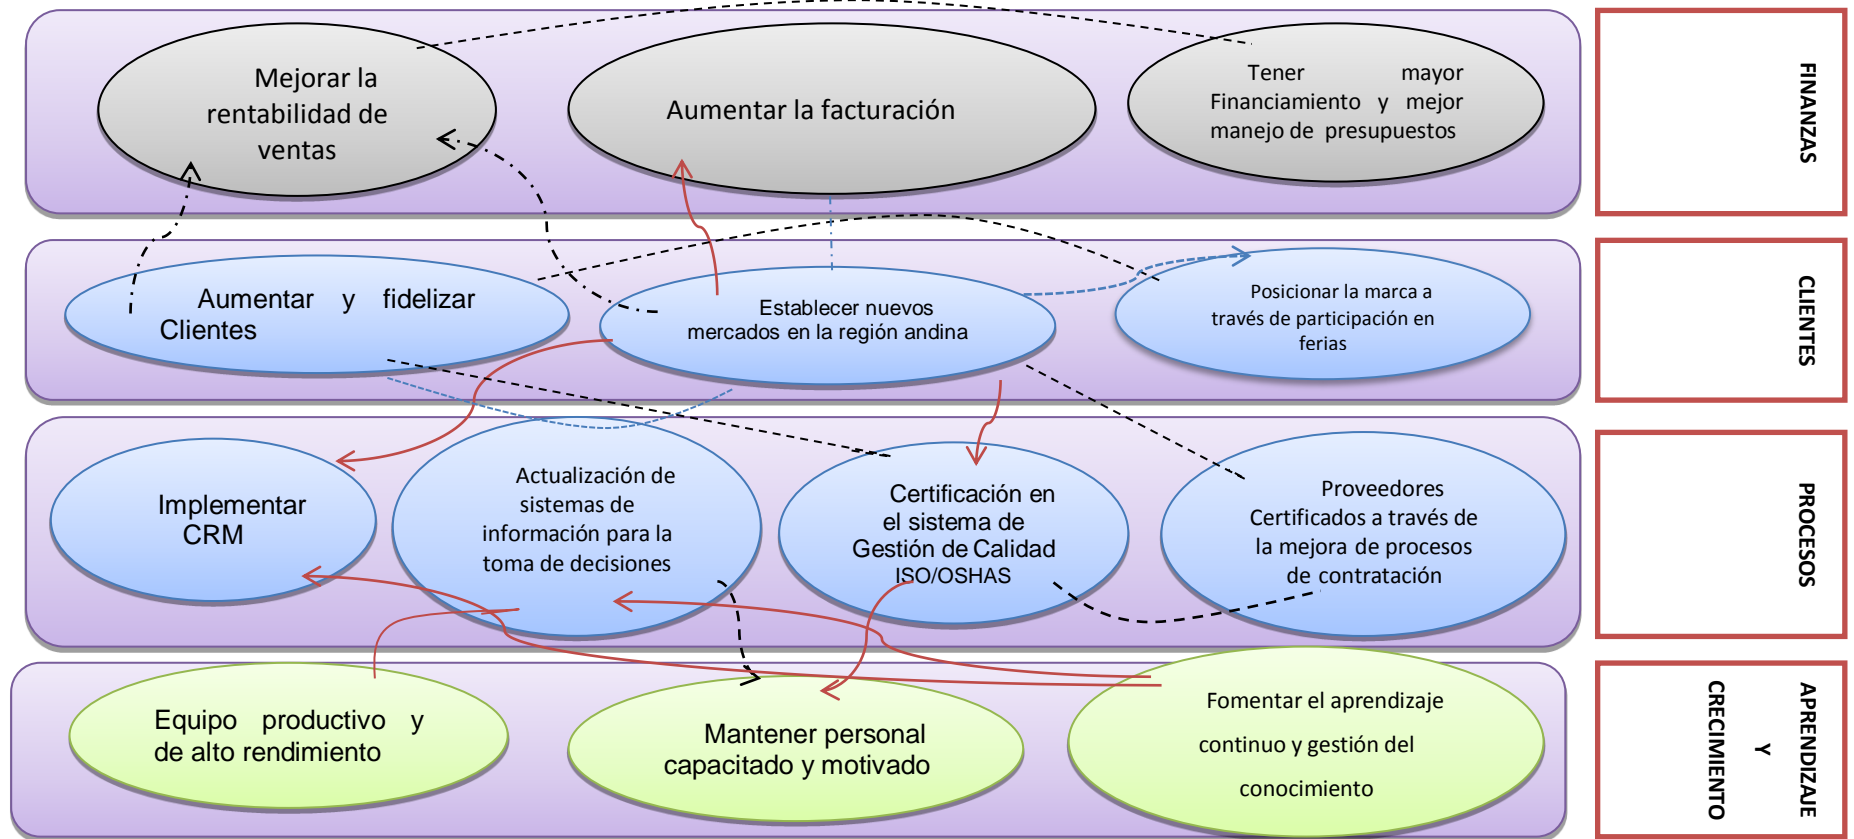 Mejorar la
rentabilidad de
ventas
Aumentar la facturación
Tener mayor
Financiamiento y mejor
manejo de presupuestos
FINANZAS
Aumentar y fidelizar
Clientes
Establecer nuevos
mercados en la región andina
Posicionar la marca a
través de participación en
ferias
CLIENTES
Implementar
CRM
Actualización de
sistemas de
información para la
toma de decisiones
Certificación en
el sistema de
Gestión de Calidad
ISO/OSHAS
Proveedores
Certificados a través de
la mejora de procesos
de contratación
PROCESOS
Equipo productivo y
de alto rendimiento
Mantener personal
capacitado y motivado
Fomentar el aprendizaje
continuo y gestión del
conocimiento
APRENDIZAJE
Y
CRECIMIENTO